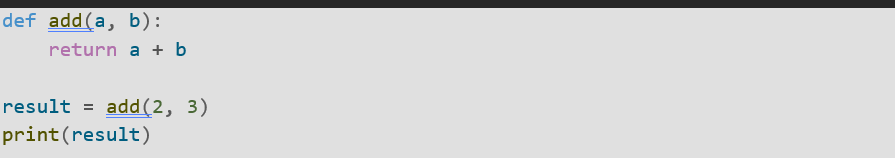 def add(a, b):
    return a + b

result = add(2, 3)
print(result)